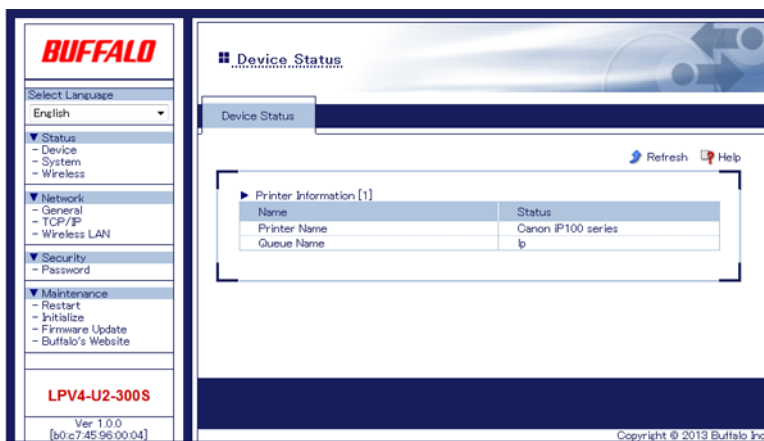 BUFFALO
Select Language
English
▼ Status
- Device
- System
- Wireless
▼ Network
- General
- TCP/IP
- Wireless LAN
▼ Security
- Password
▼ Maintenance
- Restart
- Initialize
- Firmware Update
- Buffalo's Website
LPV4-U2-300S
Ver 1.0.0
[b0:c7:45:96:00:04]
Device Status
Device Status
Refresh Help
► Printer Information [1]
Name Status
Printer Name Canon iP100 series
Queue Name lp
Copyright © 2013 Buffalo Inc